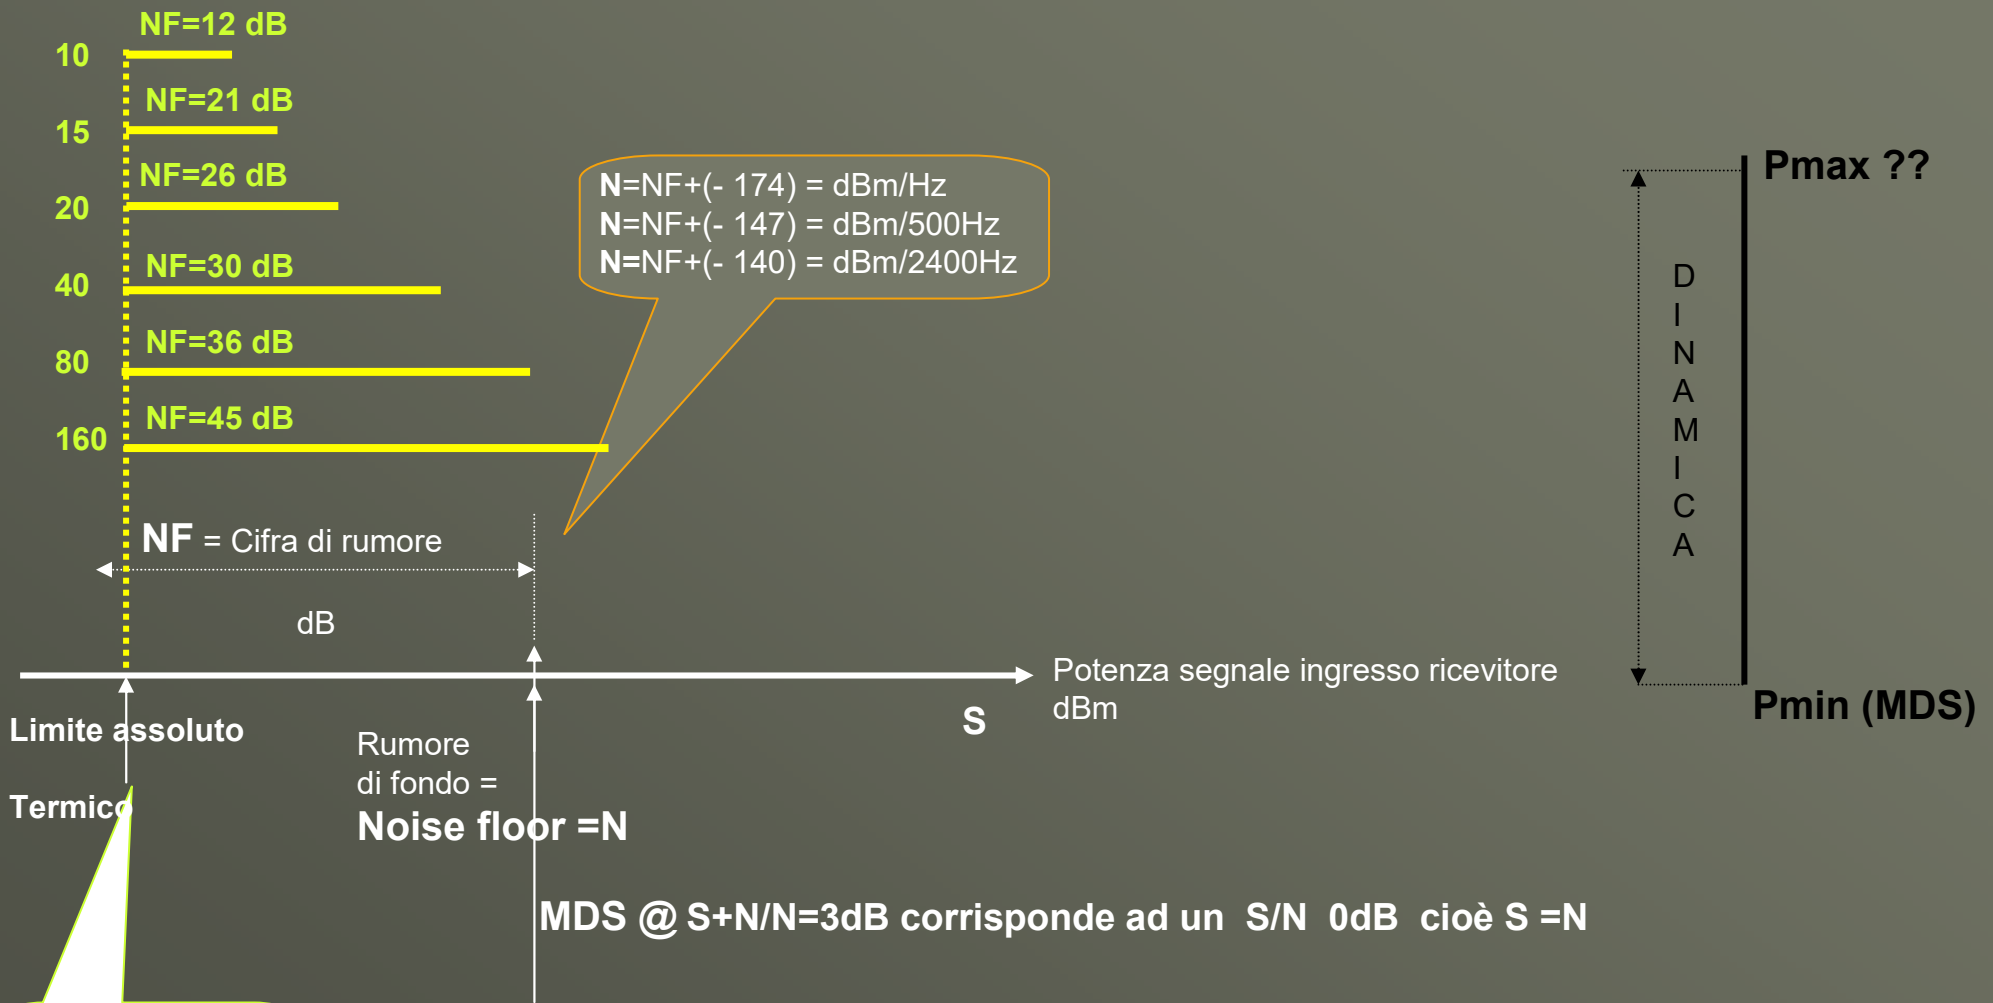 NF=12 dB
10
NF=21 dB
15
NF=26 dB
20
NF=30 dB
40
NF=36 dB
80
NF=45 dB
160
N=NF+(- 174) = dBm/Hz
N=NF+(- 147) = dBm/500Hz
N=NF+(- 140) = dBm/2400Hz
NF = Cifra di rumore
dB
Potenza segnale ingresso ricevitore
dBm
S
Limite assoluto
Termico
Rumore
di fondo =
Noise floor =N
MDS @ S+N/N=3dB corrisponde ad un S/N 0dB cioè S =N
Pmax ??
D
I
N
A
M
I
C
A
Pmin (MDS)